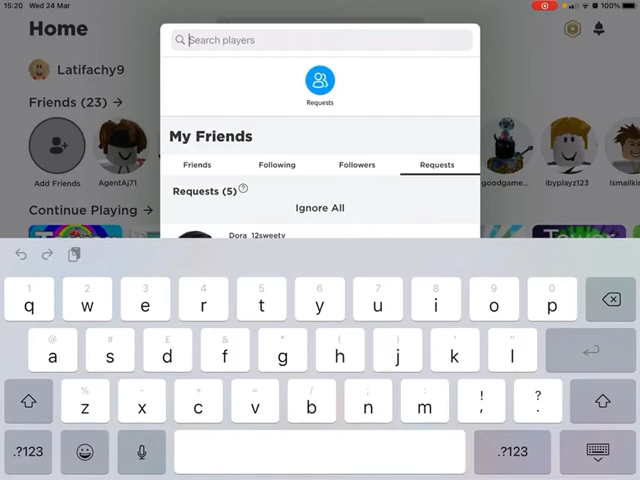 15:20 Wed 24 Mar 100%
Home
Search players
Latifachy9
Requests
Friends (23) →
My Friends
Friends Following Followers Requests
Add Friends AgentAj71 goodgame... ibyplayz123 Ismailkin
Requests (5) ?
Continue Playing →
Ignore All
Dora_12sweety
Tower
1 2 3 4 5 6 7 8 9 0
q w e r t y u i o p
@ # £ & * ( ) ' "
a s d f g h j k l
% - + = / ; : ! ?
z x c v b n m , .
.?123 .?123